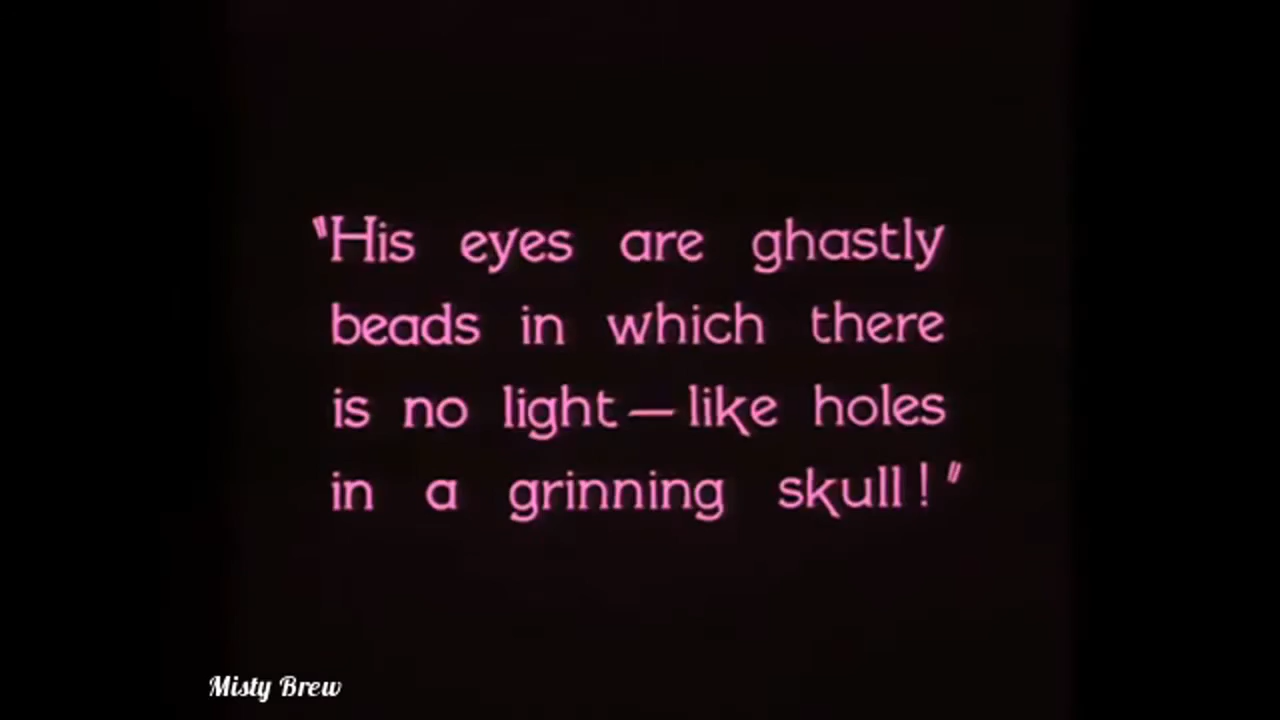 "His eyes are ghastly
beads in which there
is no light—like holes
in a grinning skull!"
Misty Brew